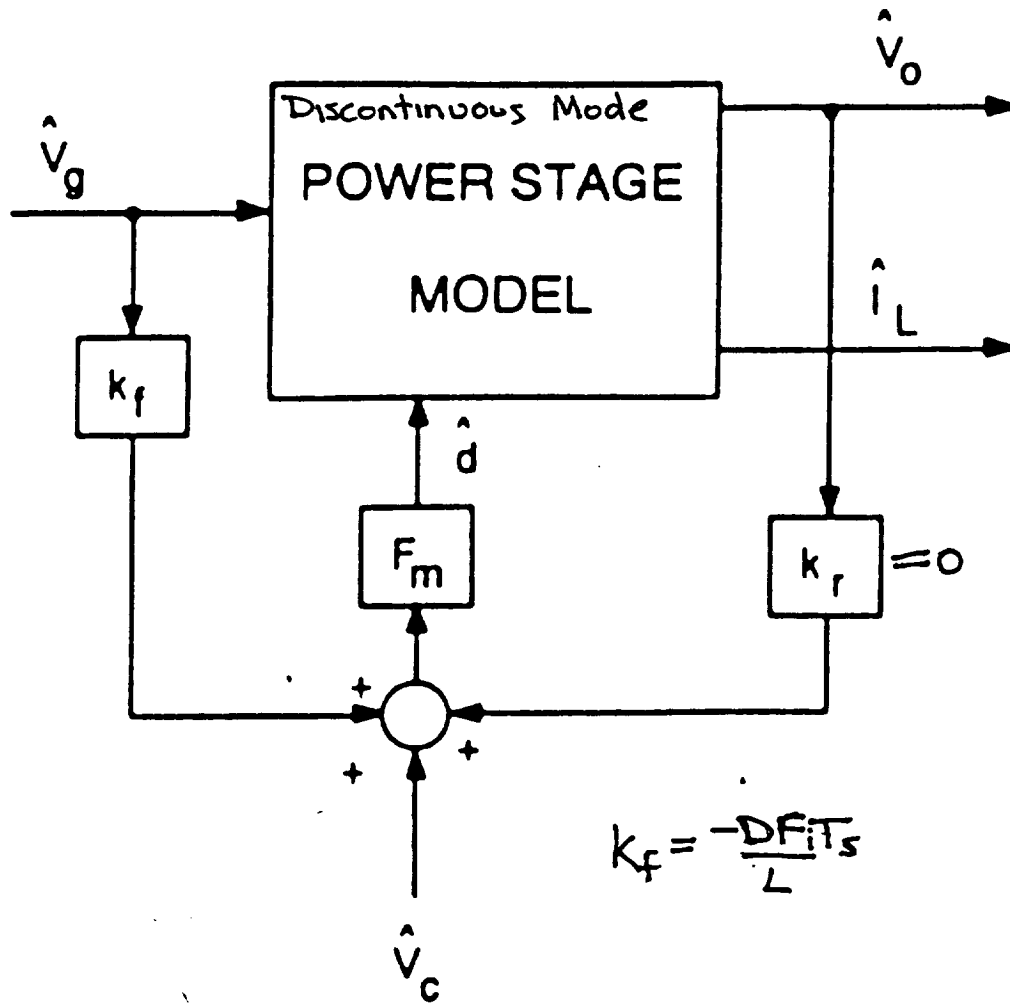 V̂o
Discontinuous Mode
V̂g
POWER STAGE
MODEL
îL
kf
d̂
Fm
kr =0
+
+
+
kf = -DFiTs
L
V̂c